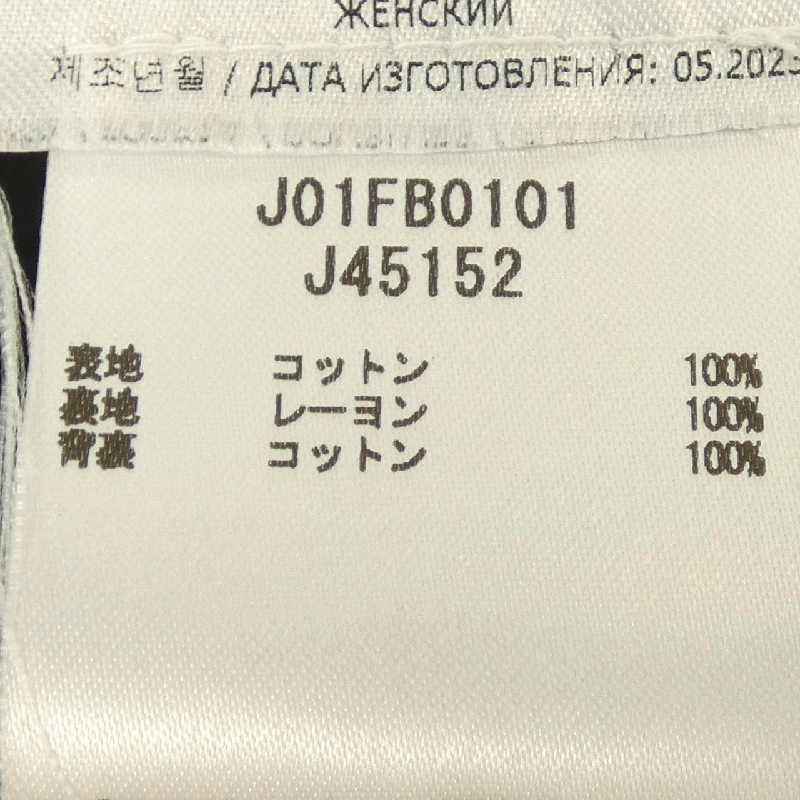 ЖЕНСКИЙ
제조년월 / ДАТА ИЗГОТОВЛЕНИЯ: 05.202
J01FB0101
J45152
表地 コットン 100%
裏地 レーヨン 100%
背裏 コットン 100%